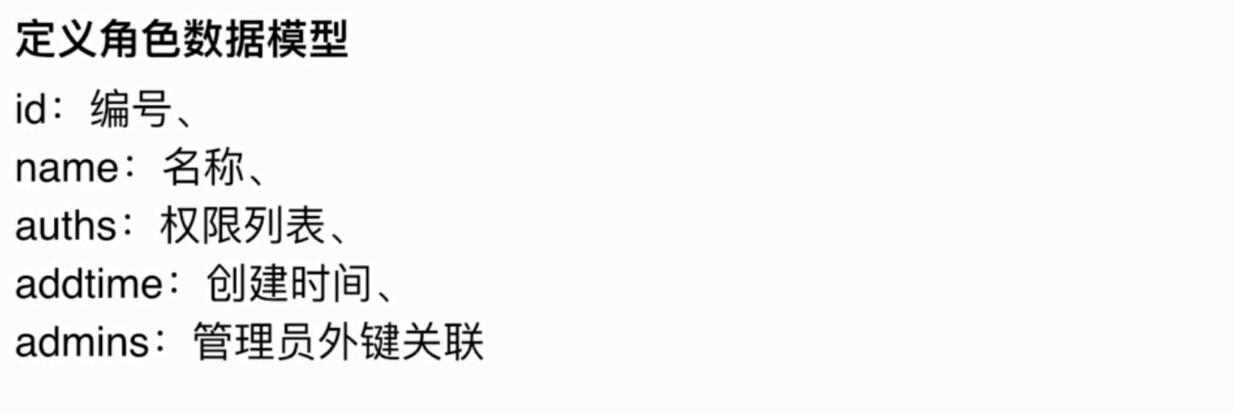 定义角色数据模型
id：编号、
name：名称、
auths：权限列表、
addtime：创建时间、
admins：管理员外键关联